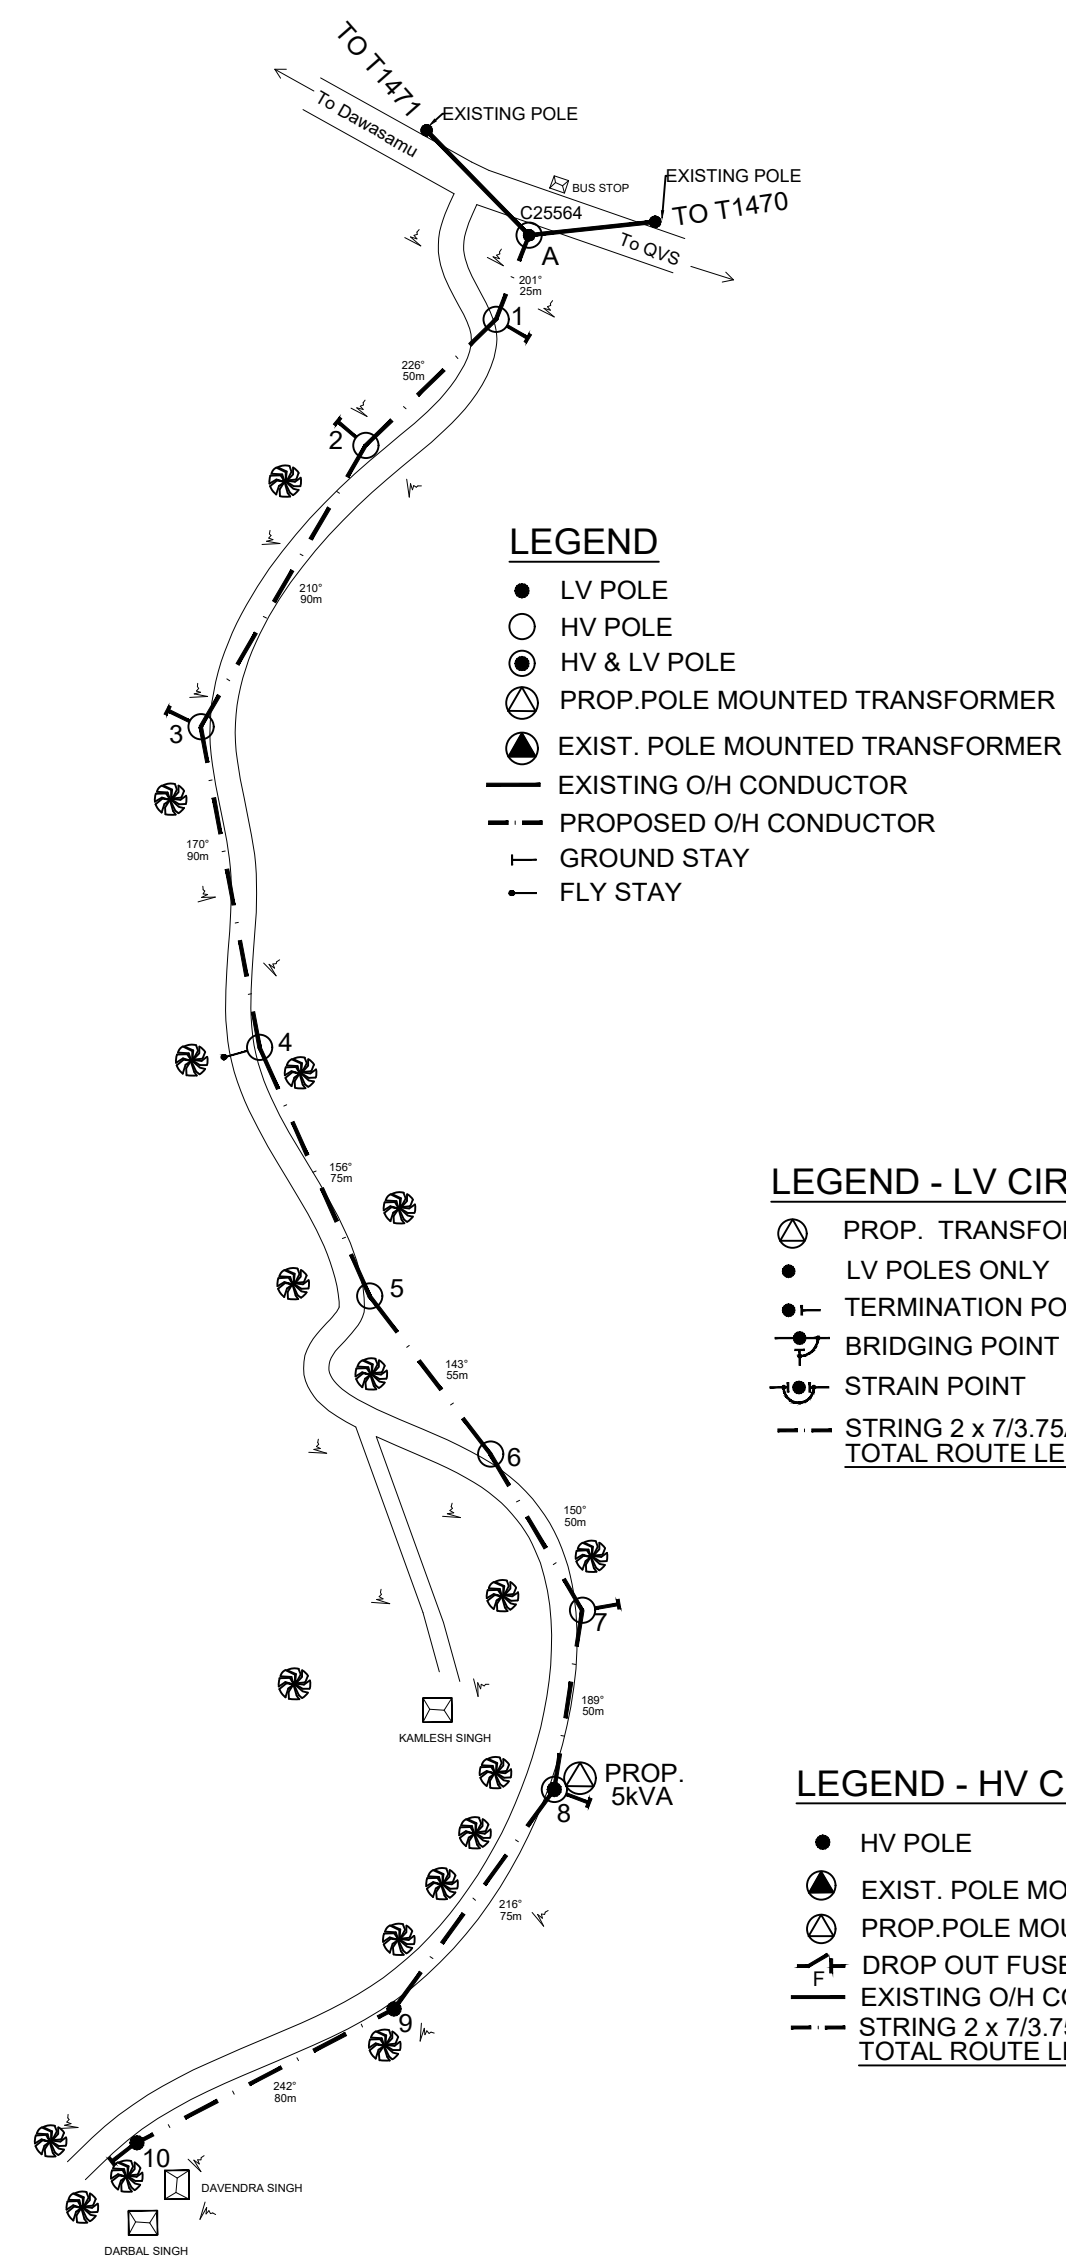 TO T1471
EXISTING POLE
To Dawasamu
BUS STOP
EXISTING POLE
C25564
TO T1470
A
To QVS
201°
25m
1
226°
50m
2
210°
90m
LEGEND
LV POLE
HV POLE
HV & LV POLE
PROP.POLE MOUNTED TRANSFORMER
EXIST. POLE MOUNTED TRANSFORMER
EXISTING O/H CONDUCTOR
PROPOSED O/H CONDUCTOR
GROUND STAY
FLY STAY
3
170°
90m
4
156°
75m
5
LEGEND - LV CIR
PROP. TRANSFO
LV POLES ONLY
TERMINATION PO
BRIDGING POINT
STRAIN POINT
STRING 2 x 7/3.75
TOTAL ROUTE LE
143°
55m
6
150°
50m
7
189°
50m
KAMLESH SINGH
PROP.
5kVA
8
LEGEND - HV C
HV POLE
EXIST. POLE MO
PROP.POLE MOU
DROP OUT FUSE
F
EXISTING O/H CO
STRING 2 x 7/3.75
TOTAL ROUTE LE
216°
75m
9
242°
80m
10
DAVENDRA SINGH
DARBAL SINGH